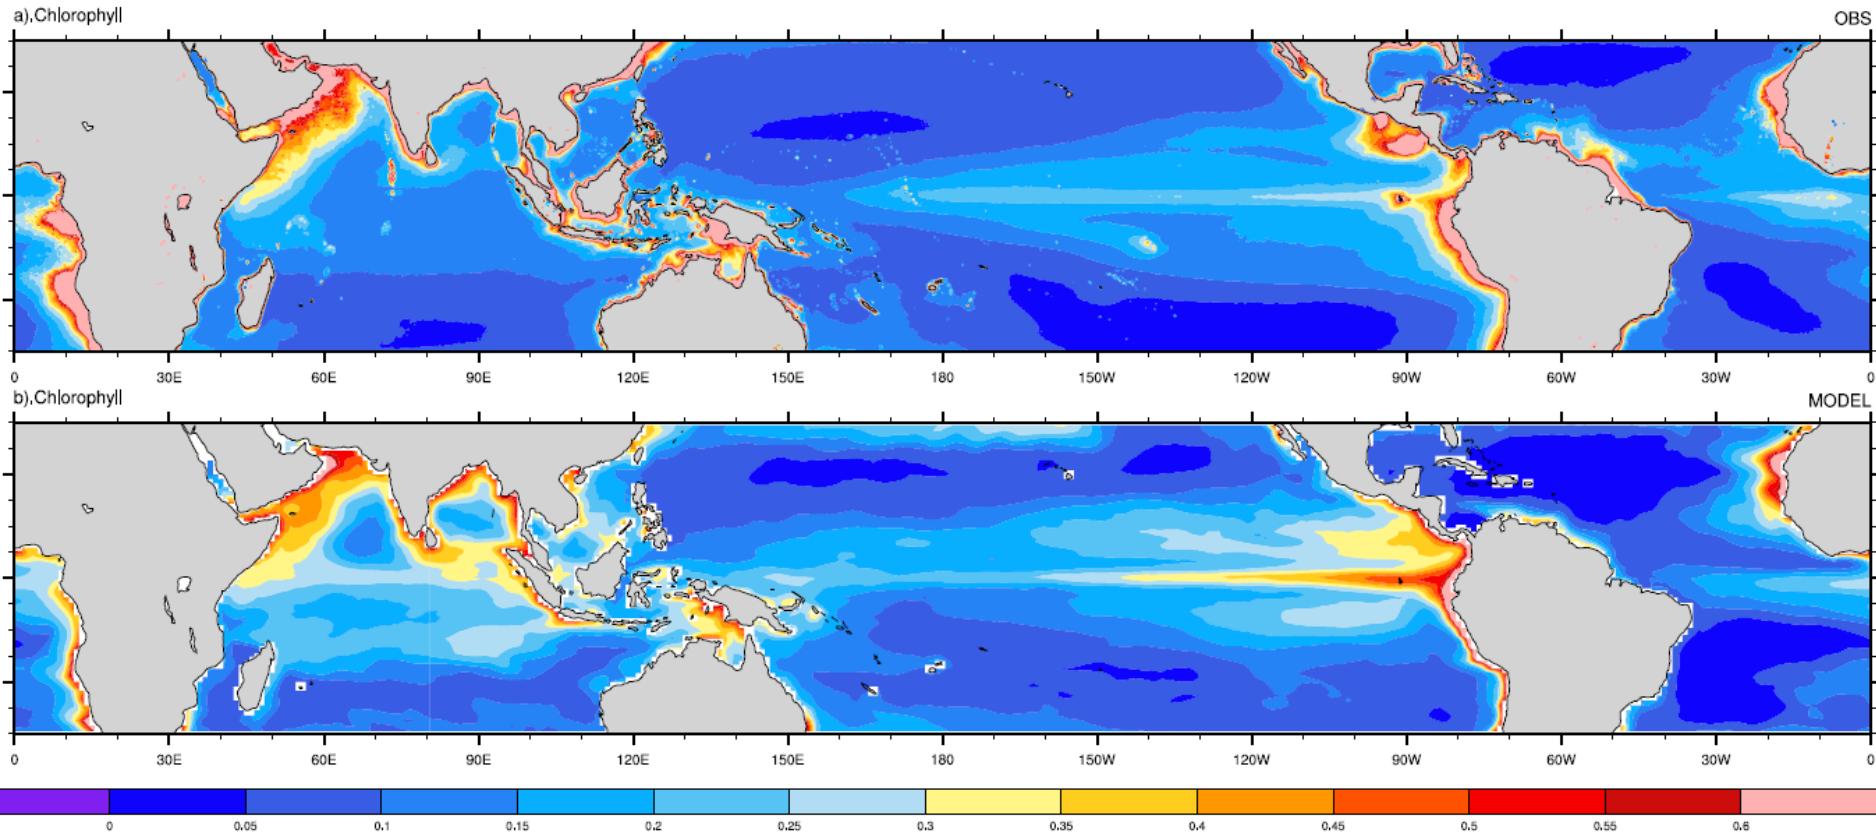 a),Chlorophyll OBS
0 30E 60E 90E 120E 150E 180 150W 120W 90W 60W 30W 0
b),Chlorophyll MODEL
0 30E 60E 90E 120E 150E 180 150W 120W 90W 60W 30W 0
0 0.05 0.1 0.15 0.2 0.25 0.3 0.35 0.4 0.45 0.5 0.55 0.6